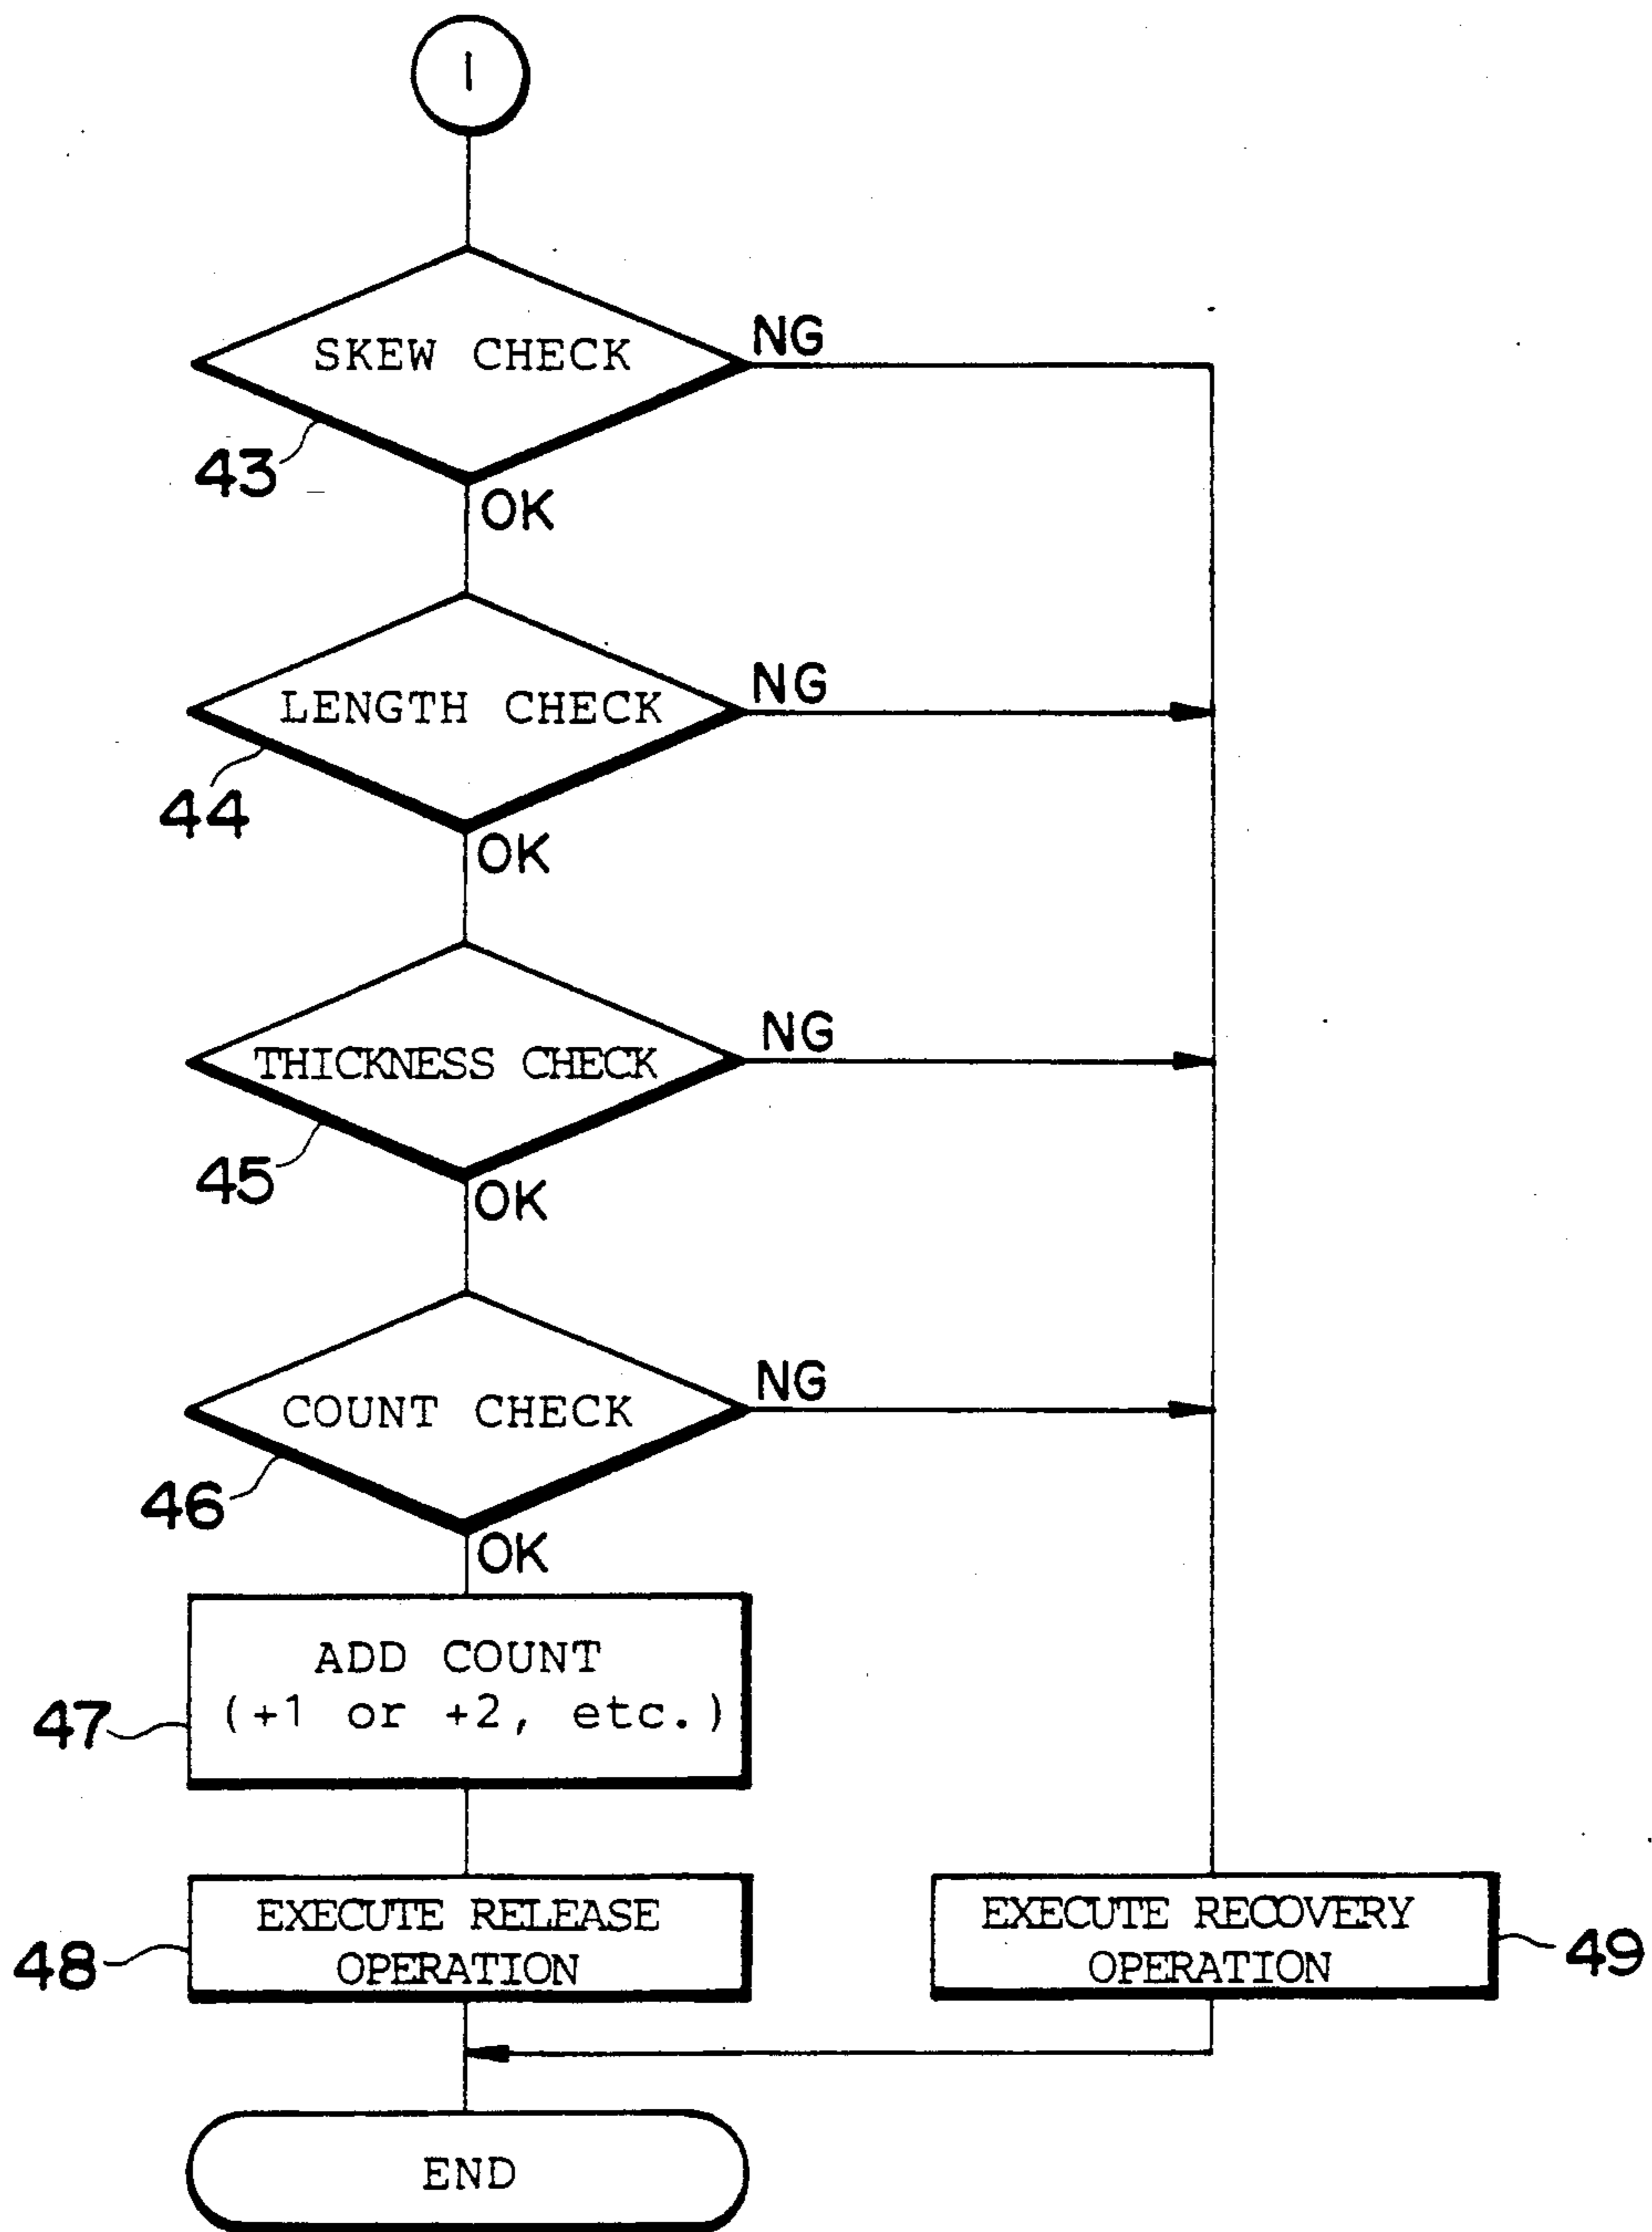 1
SKEW CHECK
NG
43
OK
LENGTH CHECK
NG
44
OK
THICKNESS CHECK
NG
45
OK
COUNT CHECK
NG
46
OK
ADD COUNT
(+1 or +2, etc.)
47
EXECUTE RELEASE
OPERATION
48
EXECUTE RECOVERY
OPERATION
49
END